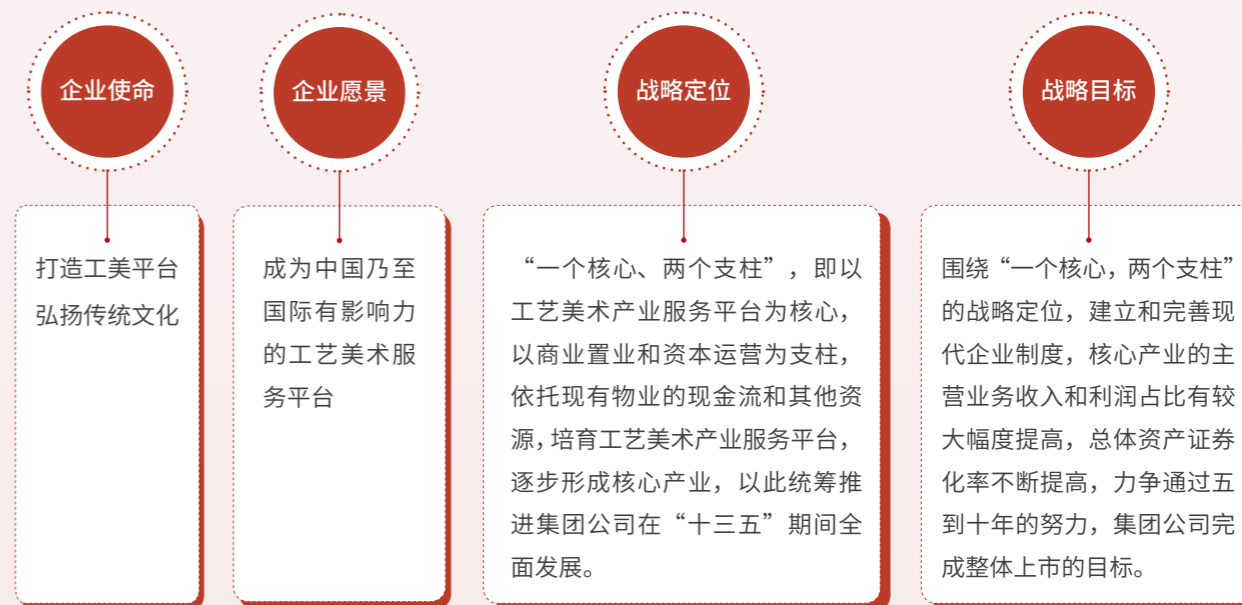 企业使命
打造工美平台
弘扬传统文化
企业愿景
成为中国乃至
国际有影响力
的工艺美术服
务平台
战略定位
“一个核心、两个支柱”，即以
工艺美术产业服务平台为核心，
以商业置业和资本运营为支柱，
依托现有物业的现金流和其他资
源，培育工艺美术产业服务平台，
逐步形成核心产业，以此统筹推
进集团公司在“十三五”期间全
面发展。
战略目标
围绕“一个核心，两个支柱”
的战略定位，建立和完善现
代企业制度，核心产业的主
营业务收入和利润占比有较
大幅度提高，总体资产证券
化率不断提高，力争通过五
到十年的努力，集团公司完
成整体上市的目标。